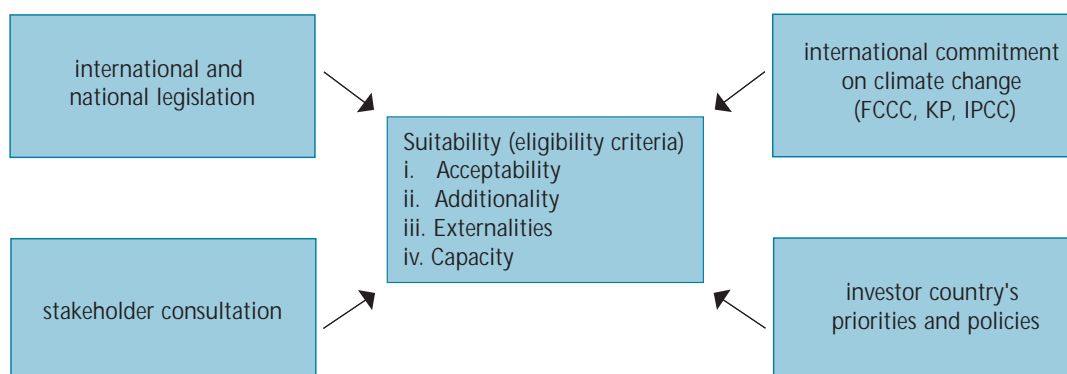 international and
national legislation
international commitment
on climate change
(FCCC, KP, IPCC)
Suitability (eligibility criteria)
i. Acceptability
ii. Additionality
iii. Externalities
iv. Capacity
stakeholder consultation
investor country's
priorities and policies